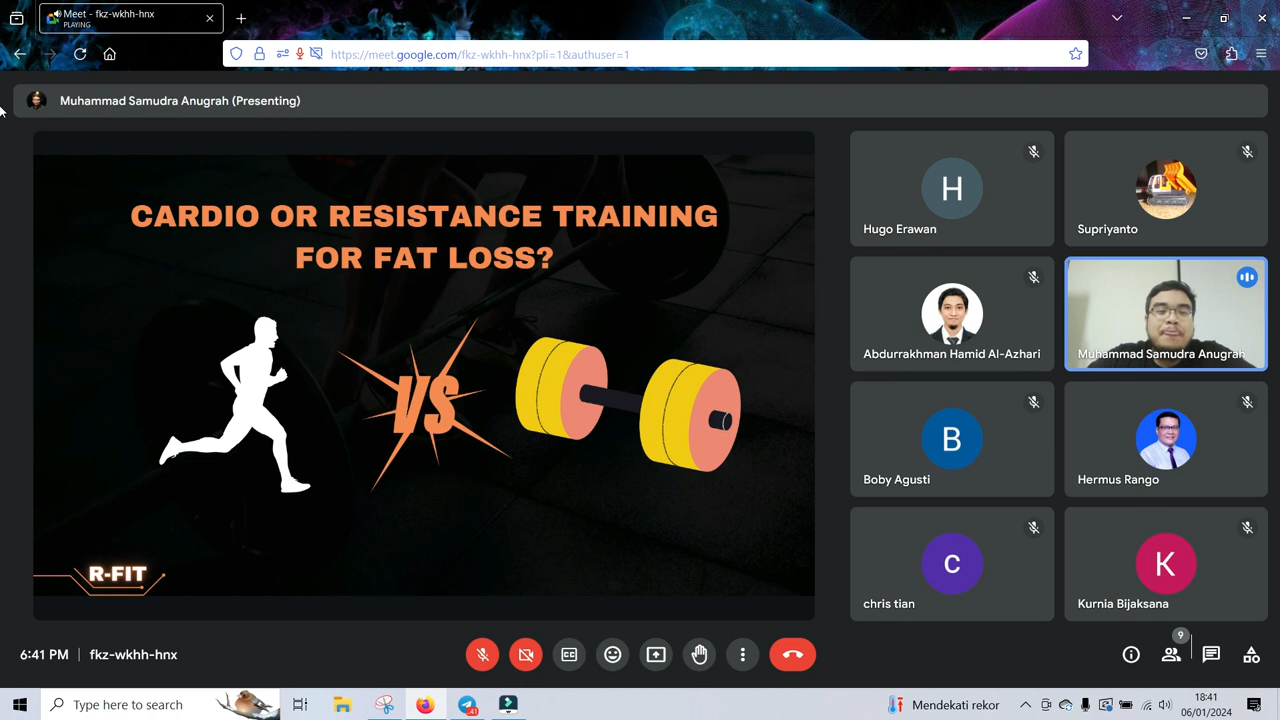 Meet - fkz-wkhh-hnx
PLAYING
https://meet.google.com/fkz-wkhh-hnx?pli=1&authuser=1
Muhammad Samudra Anugrah (Presenting)
CARDIO OR RESISTANCE TRAINING
FOR FAT LOSS?
VS
R-FIT
H
Hugo Erawan
Supriyanto
Abdurrakhman Hamid Al-Azhari
Muhammad Samudra Anugrah
B
Boby Agusti
Hermus Rango
c
chris tian
K
Kurnia Bijaksana
6:41 PM | fkz-wkhh-hnx
9
Type here to search
41
Mendekati rekor
18:41
06/01/2024